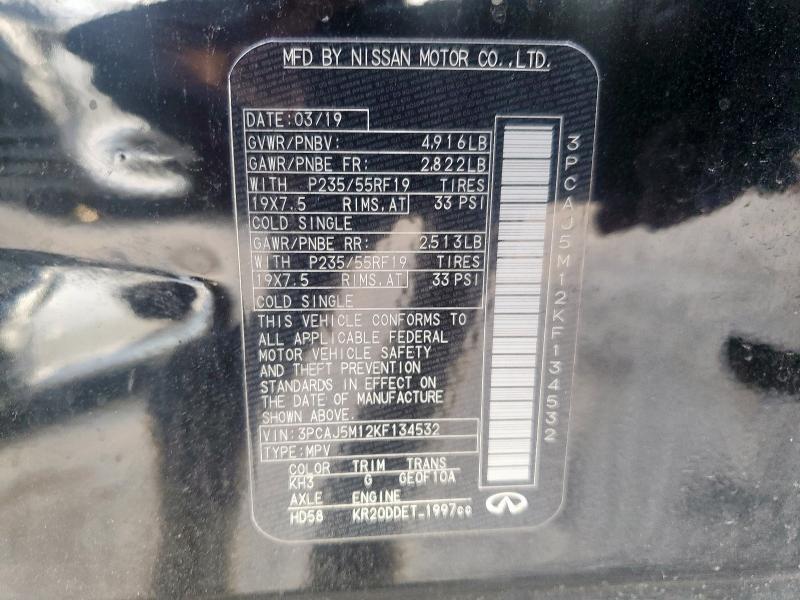 MFD BY NISSAN MOTOR CO.,LTD.
DATE:03/19
GVWR/PNBV: 4,916LB
GAWR/PNBE FR: 2,822LB
WITH P235/55RF19 TIRES
19X7.5 RIMS.AT 33 PSI
COLD SINGLE
GAWR/PNBE RR: 2,513LB
WITH P235/55RF19 TIRES
19X7.5 RIMS.AT 33 PSI
COLD SINGLE
THIS VEHICLE CONFORMS TO
ALL APPLICABLE FEDERAL
MOTOR VEHICLE SAFETY
AND THEFT PREVENTION
STANDARDS IN EFFECT ON
THE DATE OF MANUFACTURE
SHOWN ABOVE.
VIN:3PCAJ5M12KF134532
TYPE:MPV
COLOR TRIM TRANS
KH3 G GE0F10A
AXLE ENGINE
HD58 KR20DDET_1997cc
3PCAJ5M12KF134532